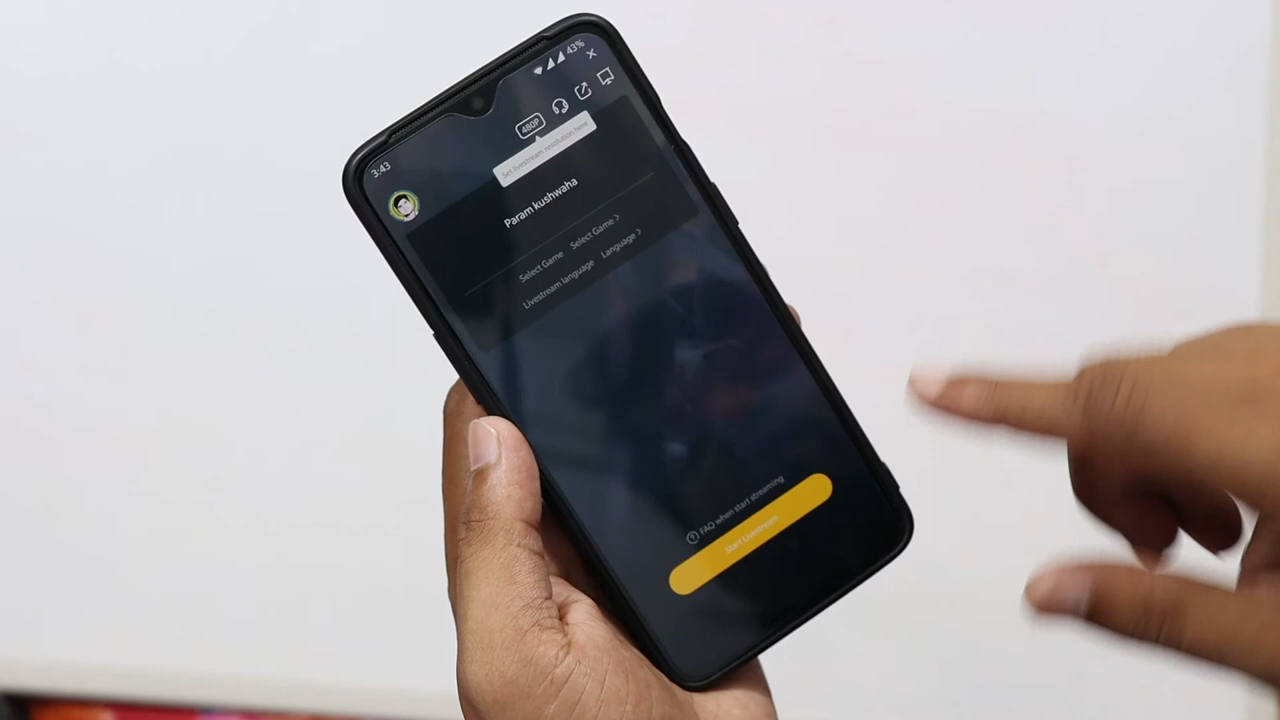 3:43
43%
480P
Set livestream resolution here
Param kushwaha
Select Game Select Game >
Livestream language Language >
? FAQ when start streaming
Start Livestream